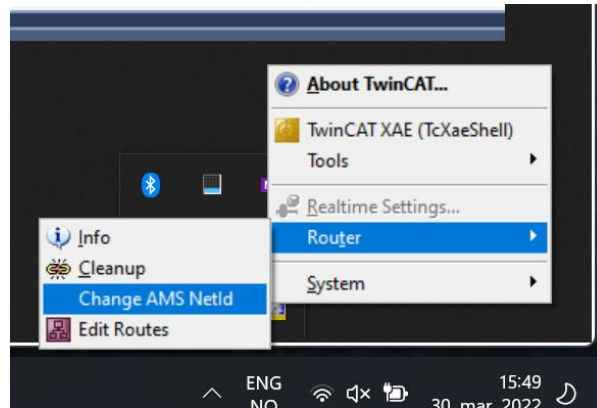 About TwinCAT...
TwinCAT XAE (TcXaeShell)
Tools
Realtime Settings...
Router
System
Info
Cleanup
Change AMS NetId
Edit Routes
ENG
NO
15:49
30. mar. 2022